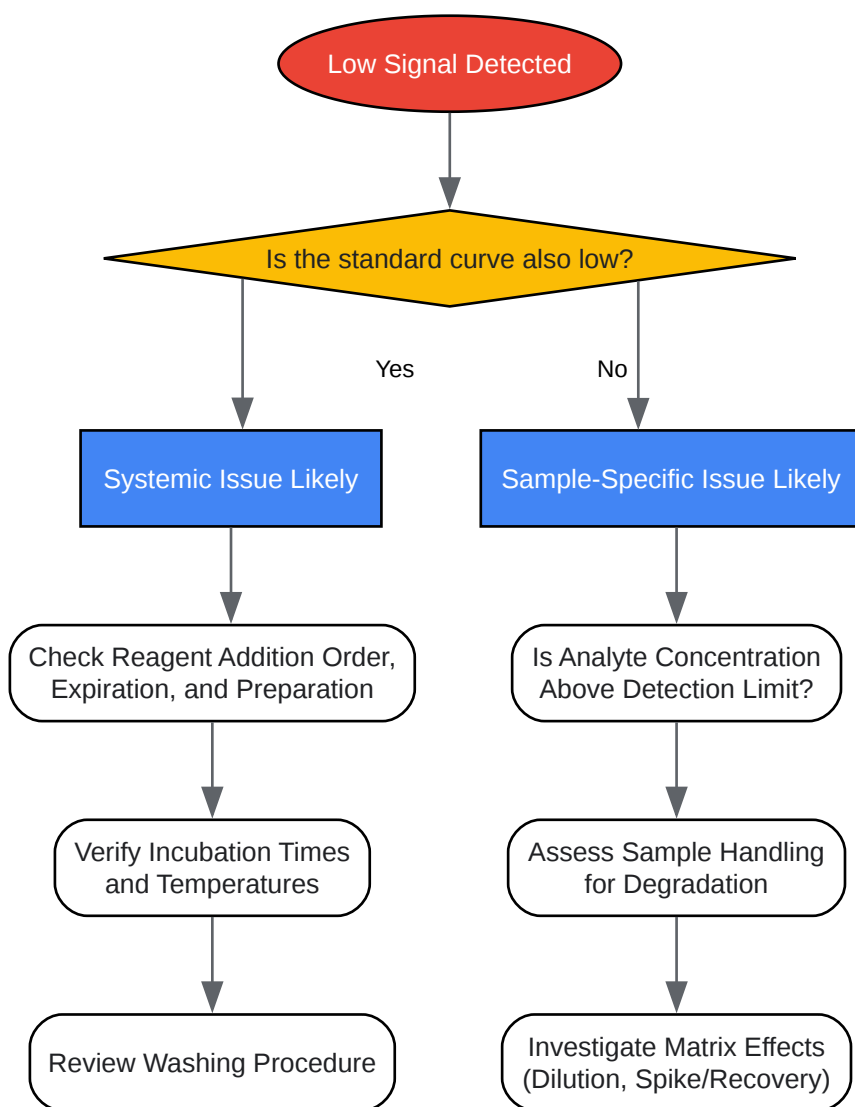 Low Signal Detected
Is the standard curve also low?
Yes
No
Systemic Issue Likely
Sample-Specific Issue Likely
Check Reagent Addition Order,
Expiration, and Preparation
Is Analyte Concentration
Above Detection Limit?
Verify Incubation Times
and Temperatures
Assess Sample Handling
for Degradation
Review Washing Procedure
Investigate Matrix Effects
(Dilution, Spike/Recovery)